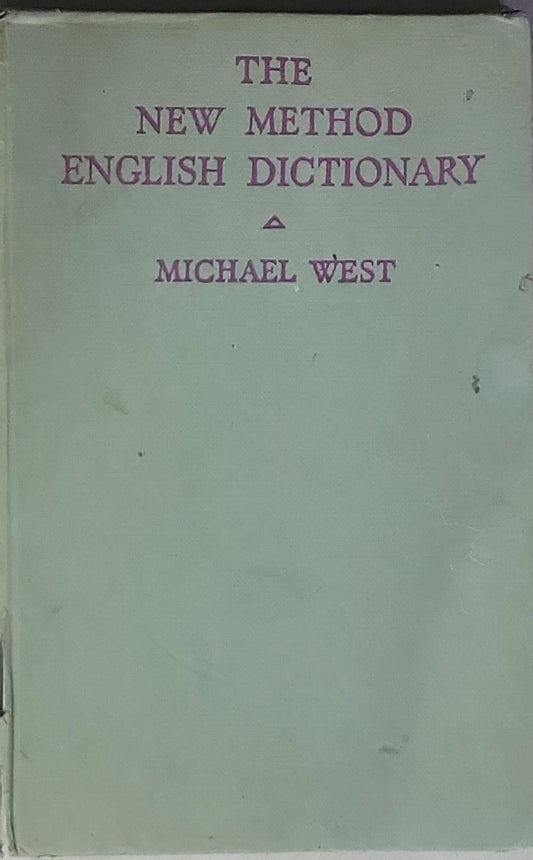 THE
NEW METHOD
ENGLISH DICTIONARY
MICHAEL WEST